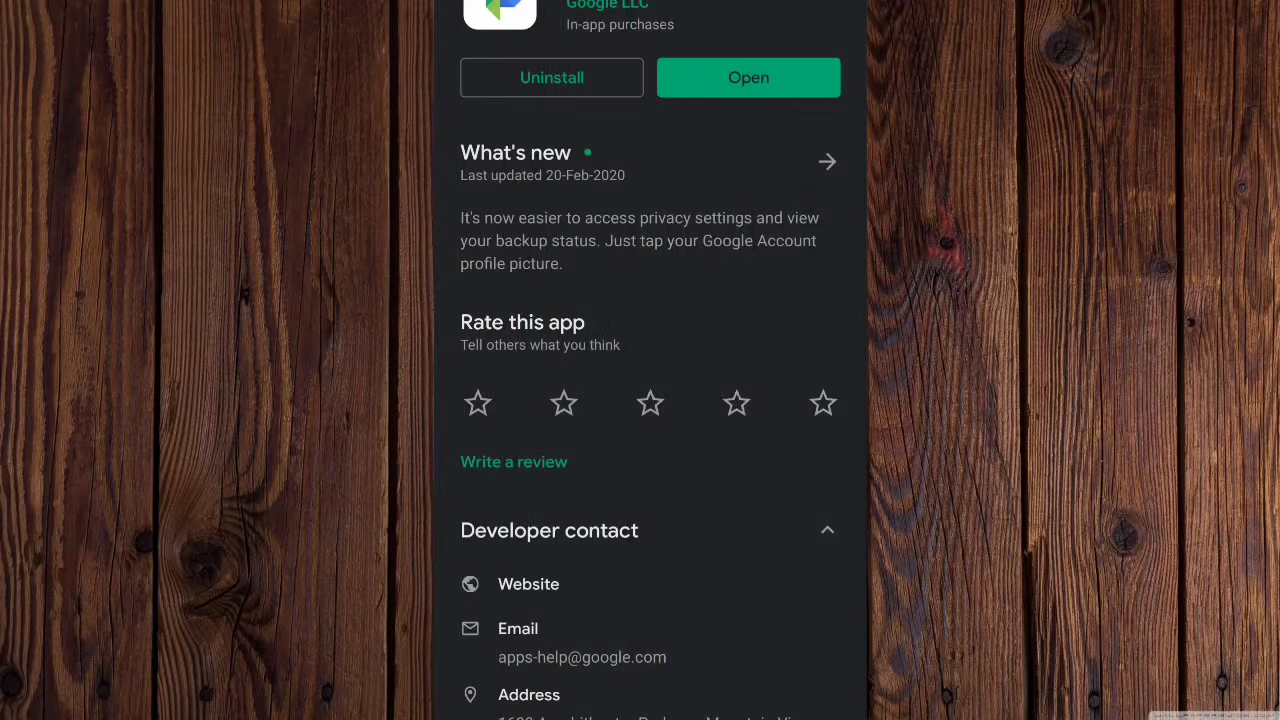 Google LLC
In-app purchases
Uninstall
Open
What's new
Last updated 20-Feb-2020
It's now easier to access privacy settings and view
your backup status. Just tap your Google Account
profile picture.
Rate this app
Tell others what you think
Write a review
Developer contact
Website
Email
apps-help@google.com
Address